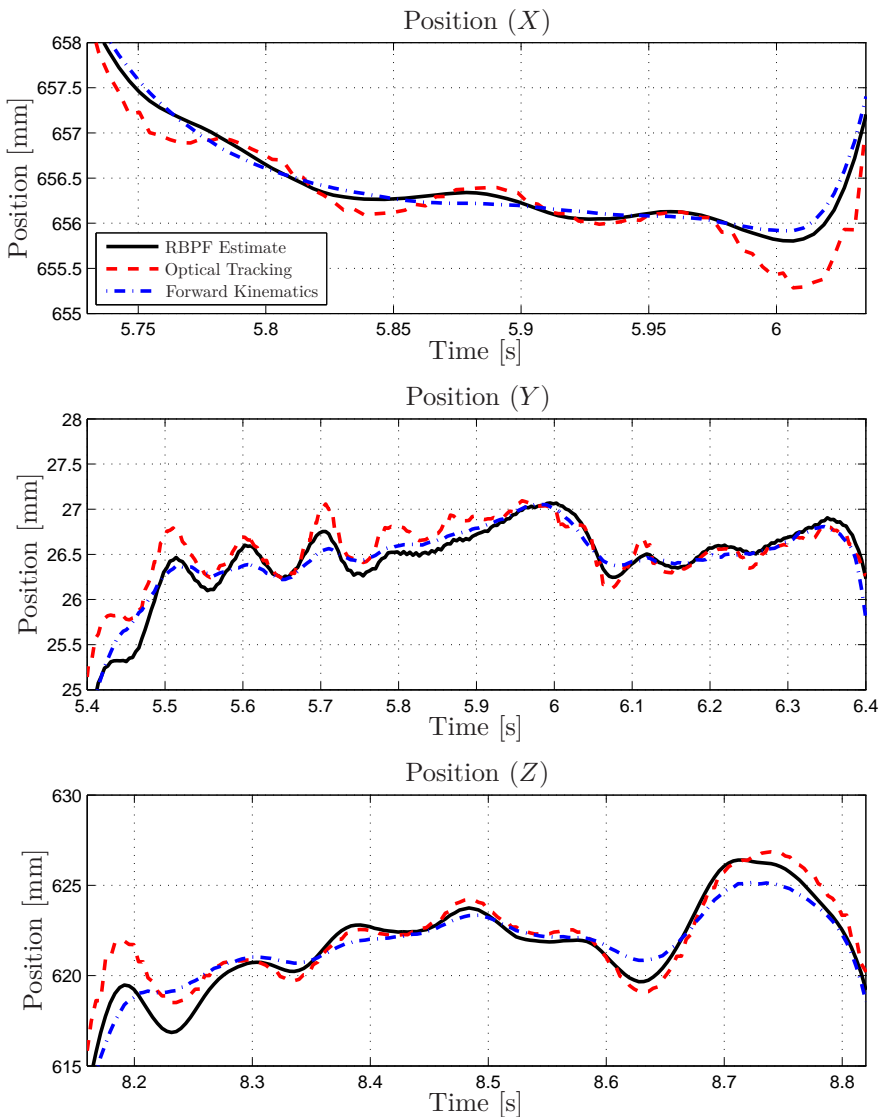 Position (X)
658
657.5
657
656.5
656
655.5
655
Position [mm]
RBPF Estimate
Optical Tracking
Forward Kinematics
5.75 5.8 5.85 5.9 5.95 6
Time [s]
Position (Y)
28
27.5
27
26.5
26
25.5
25
Position [mm]
5.4 5.5 5.6 5.7 5.8 5.9 6 6.1 6.2 6.3 6.4
Time [s]
Position (Z)
630
625
620
615
Position [mm]
8.2 8.3 8.4 8.5 8.6 8.7 8.8
Time [s]